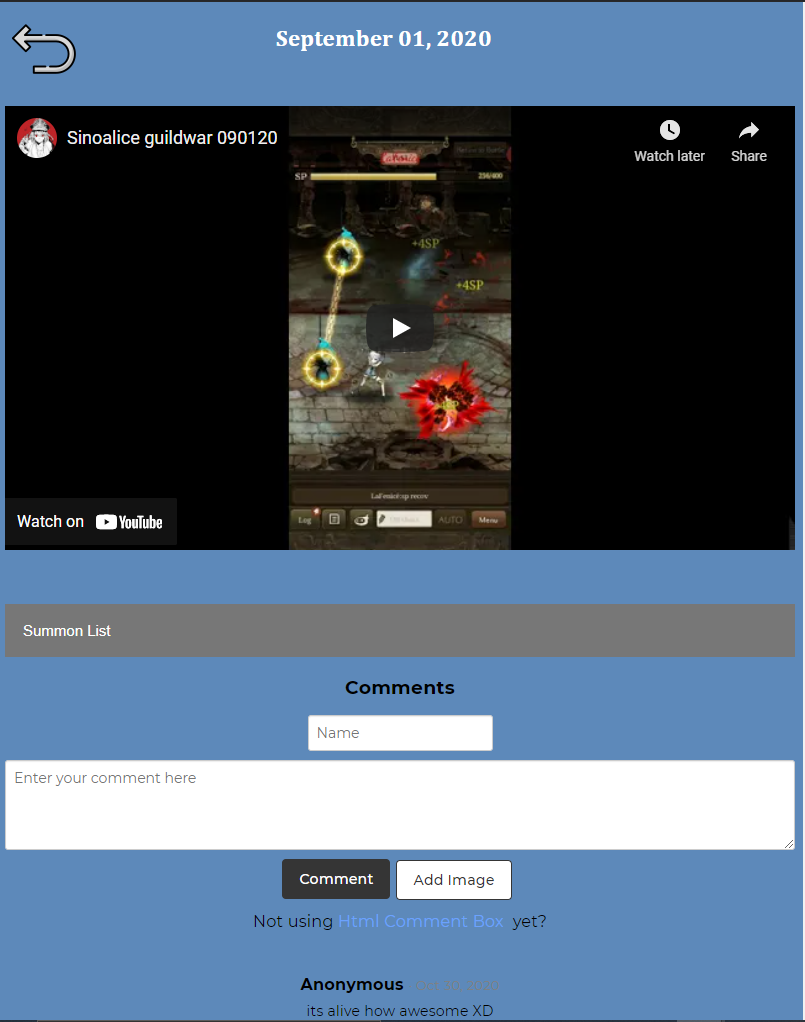 September 01, 2020
Sinoalice guildwar 090120
Watch later
Share
SP
256/400
+4SP
+4SP
Log
AUTO
Menu
Watch on YouTube
Summon List
Comments
Name
Enter your comment here
Comment
Add Image
Not using Html Comment Box yet?
Anonymous
its alive how awesome XD